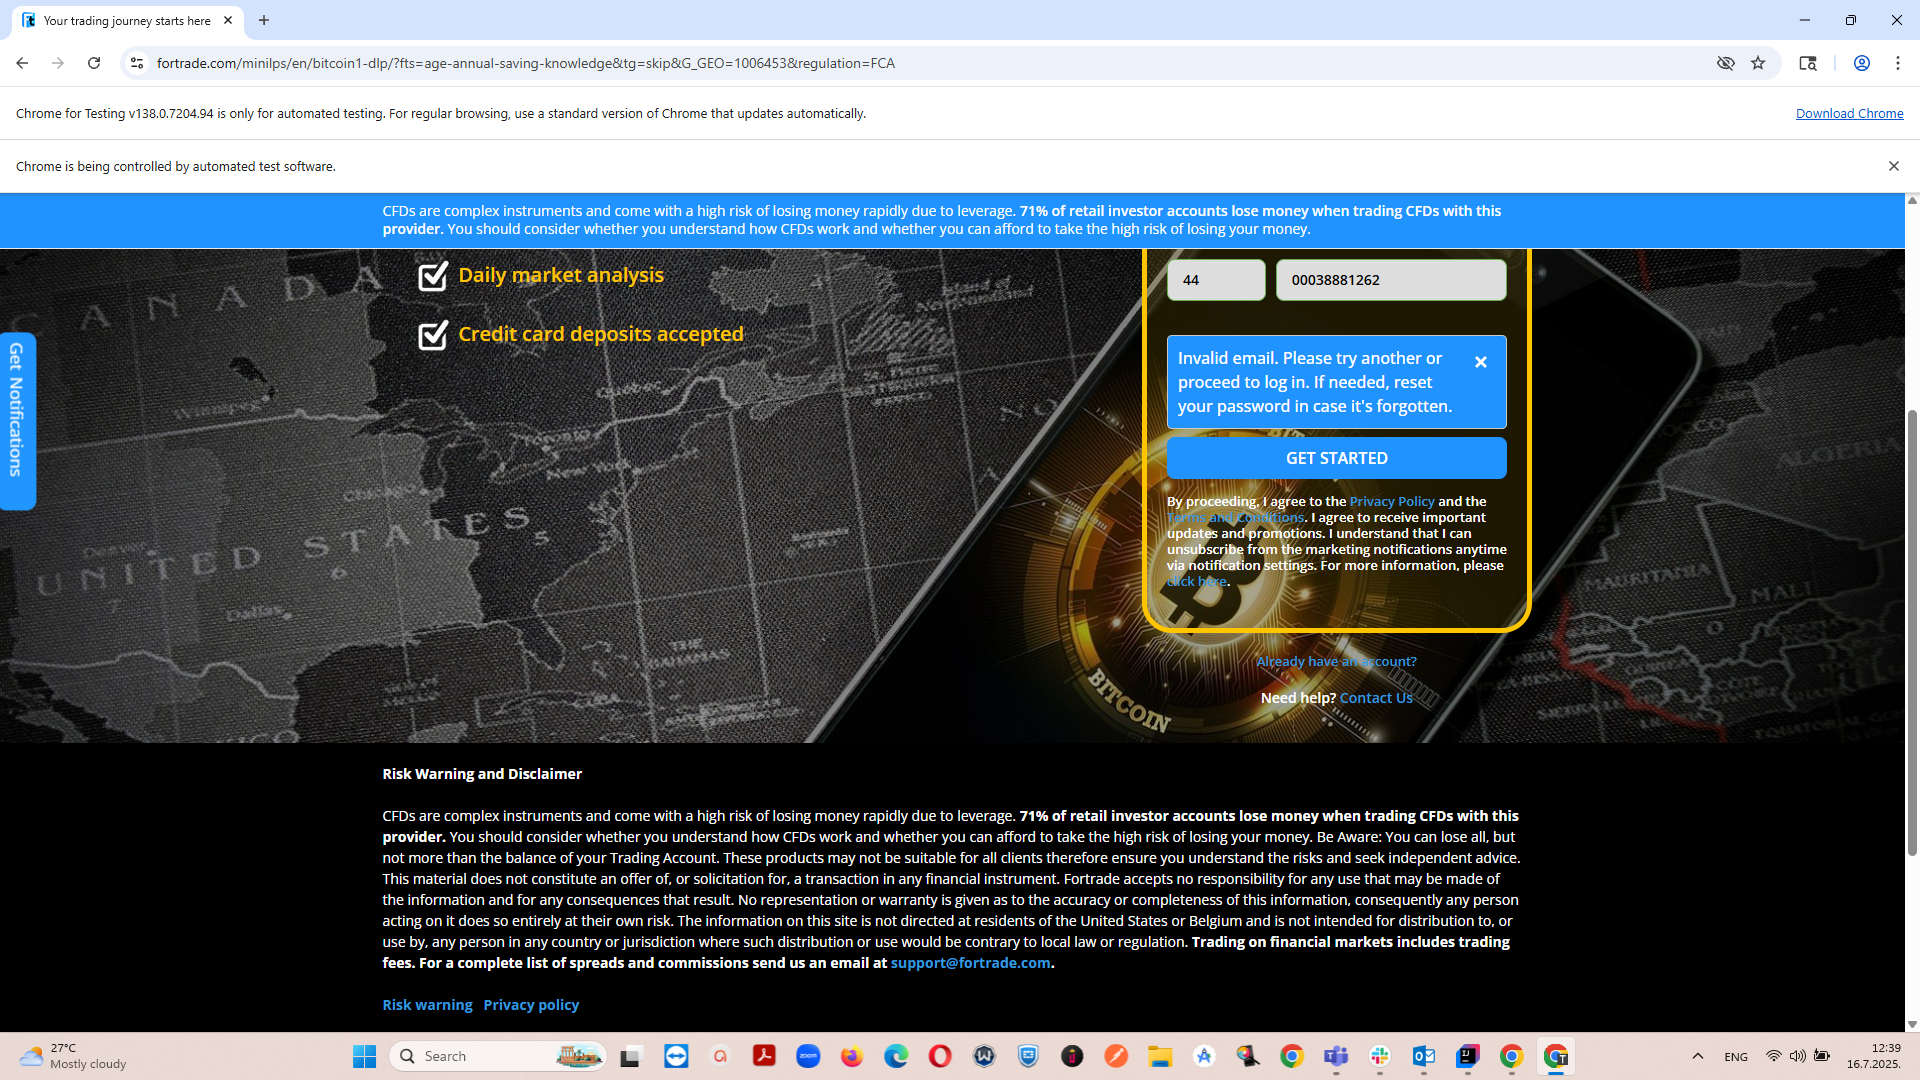 Your trading journey starts here
fortrade.com/minilps/en/bitcoin1-dlp/?fts=age-annual-saving-knowledge&tg=skip&G_GEO=1006453&regulation=FCA
Chrome for Testing v138.0.7204.94 is only for automated testing. For regular browsing, use a standard version of Chrome that updates automatically.
Download Chrome
Chrome is being controlled by automated test software.
CFDs are complex instruments and come with a high risk of losing money rapidly due to leverage. 71% of retail investor accounts lose money when trading CFDs with this
provider. You should consider whether you understand how CFDs work and whether you can afford to take the high risk of losing your money.
Daily market analysis
Credit card deposits accepted
Get Notifications
44
00038881262
Invalid email. Please try another or
proceed to log in. If needed, reset
your password in case it's forgotten.
GET STARTED
By proceeding, I agree to the Privacy Policy and the
Terms and Conditions. I agree to receive important
updates and promotions. I understand that I can
unsubscribe from the marketing notifications anytime
via notification settings. For more information, please
click here.
Already have an account?
Need help? Contact Us
CANADA
Winnipeg
Québec
Toronto
New York
Chicago
UNITED STATES
5
6
7
Denver
Dallas
THE
BAHAMAS
CUBA
BITCOIN
ALGERIA
MALI
Risk Warning and Disclaimer
CFDs are complex instruments and come with a high risk of losing money rapidly due to leverage. 71% of retail investor accounts lose money when trading CFDs with this
provider. You should consider whether you understand how CFDs work and whether you can afford to take the high risk of losing your money. Be Aware: You can lose all, but
not more than the balance of your Trading Account. These products may not be suitable for all clients therefore ensure you understand the risks and seek independent advice.
This material does not constitute an offer of, or solicitation for, a transaction in any financial instrument. Fortrade accepts no responsibility for any use that may be made of
the information and for any consequences that result. No representation or warranty is given as to the accuracy or completeness of this information, consequently any person
acting on it does so entirely at their own risk. The information on this site is not directed at residents of the United States or Belgium and is not intended for distribution to, or
use by, any person in any country or jurisdiction where such distribution or use would be contrary to local law or regulation. Trading on financial markets includes trading
fees. For a complete list of spreads and commissions send us an email at support@fortrade.com.
Risk warning Privacy policy
27°C
Mostly cloudy
Search
zoom
ENG
12:39
16.7.2025.